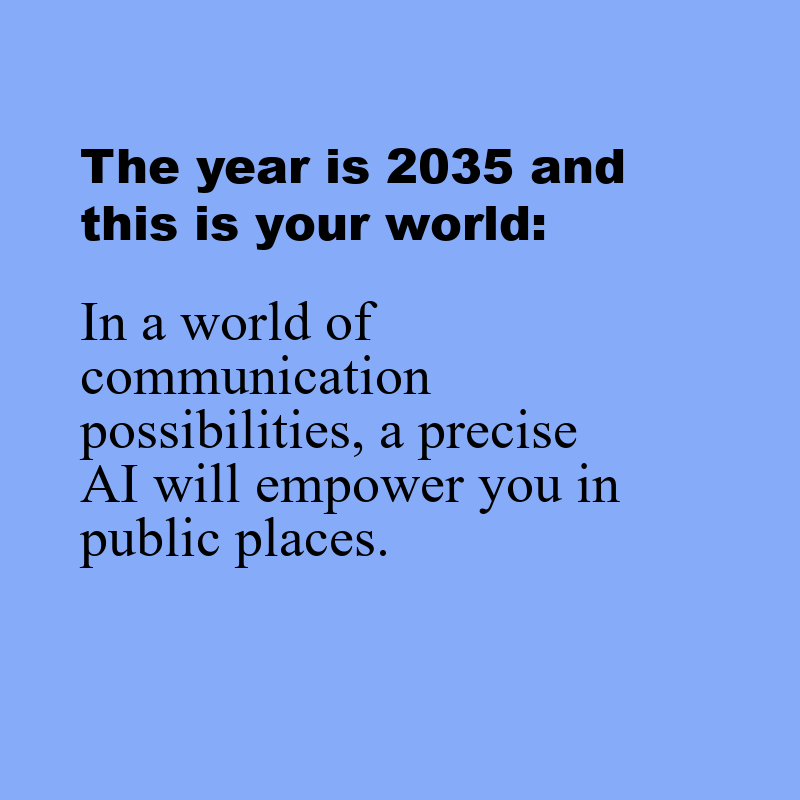 The year is 2035 and
this is your world:
In a world of
communication
possibilities, a precise
AI will empower you in
public places.